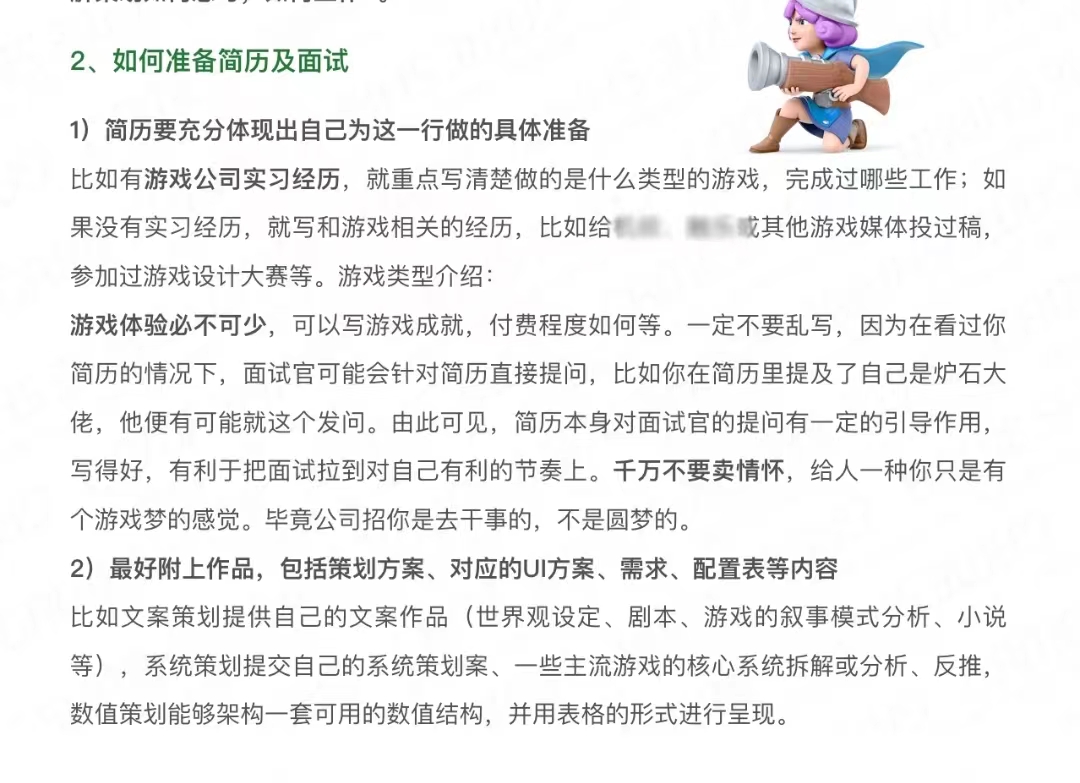 2、如何准备简历及面试
1）简历要充分体现出自己为这一行做的具体准备
比如有游戏公司实习经历，就重点写清楚做的是什么类型的游戏，完成过哪些工作；如
果没有实习经历，就写和游戏相关的经历，比如给或其他游戏媒体投过稿，
参加过游戏设计大赛等。游戏类型介绍：
游戏体验必不可少，可以写游戏成就，付费程度如何等。一定不要乱写，因为在看过你
简历的情况下，面试官可能会针对简历直接提问，比如你在简历里提及了自己是炉石大
佬，他便有可能就这个发问。由此可见，简历本身对面试官的提问有一定的引导作用，
写得好，有利于把面试拉到对自己有利的节奏上。千万不要卖情怀，给人一种你只是有
个游戏梦的感觉。毕竟公司招你是去干事的，不是圆梦的。
2）最好附上作品，包括策划方案、对应的UI方案、需求、配置表等内容
比如文案策划提供自己的文案作品（世界观设定、剧本、游戏的叙事模式分析、小说
等），系统策划提交自己的系统策划案、一些主流游戏的核心系统拆解或分析、反推，
数值策划能够架构一套可用的数值结构，并用表格的形式进行呈现。